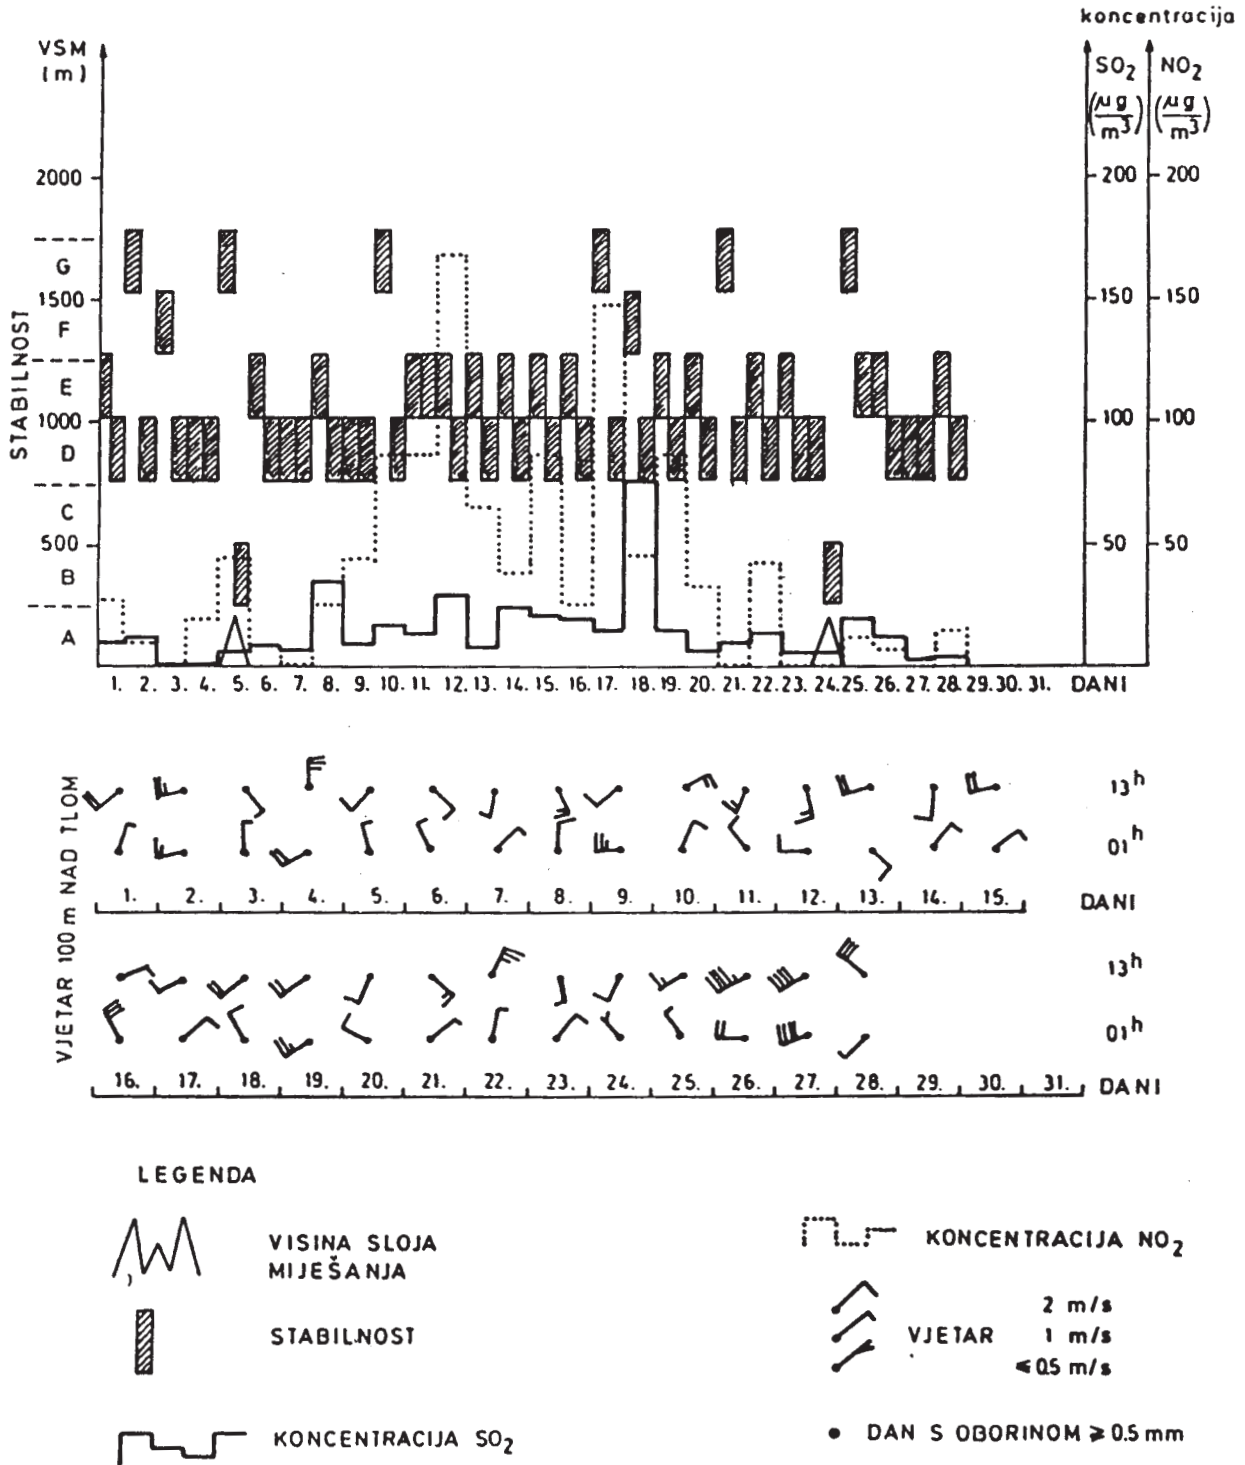 koncentracija
VSM
(m)
SO2 NO2
(μg/m3) (μg/m3)
2000 200 200
G
1500 150 150
F
STABILNOST
E
1000 100 100
D
C
500 50 50
B
A
1. 2. 3. 4. 5. 6. 7. 8. 9. 10. 11. 12. 13. 14. 15. 16. 17. 18. 19. 20. 21. 22. 23. 24. 25. 26. 27. 28. 29. 30. 31. DANI
VJETAR 100 m NAD TLOM
13h
01h
1. 2. 3. 4. 5. 6. 7. 8. 9. 10. 11. 12. 13. 14. 15. DANI
13h
01h
16. 17. 18. 19. 20. 21. 22. 23. 24. 25. 26. 27. 28. 29. 30. 31. DANI
LEGENDA
VISINA SLOJA
MIJEŠANJA
STABILNOST
KONCENTRACIJA SO2
KONCENTRACIJA NO2
2 m/s
VJETAR 1 m/s
≤ 0.5 m/s
• DAN S OBORINOM ≥ 0.5 mm